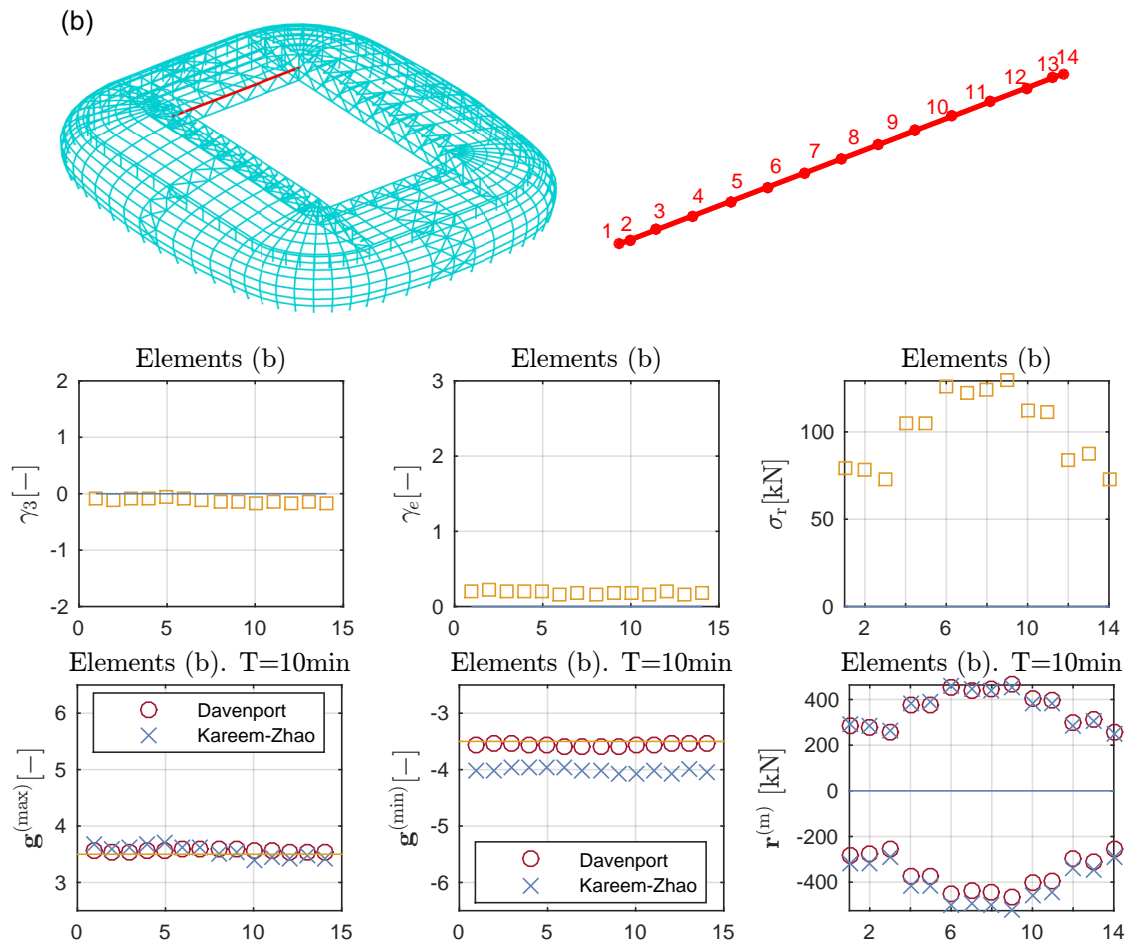 (b)
1 2 3 4 5 6 7 8 9 10 11 12 13 14
Elements (b)
γ3[−]
2
1
0
-1
-2
0 5 10 15
Elements (b)
γe[−]
3
2
1
0
0 5 10 15
Elements (b)
σr[kN]
100
50
0
2 6 10 14
Elements (b). T=10min
g(max)[−]
6
5
4
3
0 5 10 15
Davenport
Kareem-Zhao
Elements (b). T=10min
g(min)[−]
-3
-4
-5
-6
0 5 10 15
Davenport
Kareem-Zhao
Elements (b). T=10min
r(m) [kN]
400
200
0
-200
-400
2 6 10 14